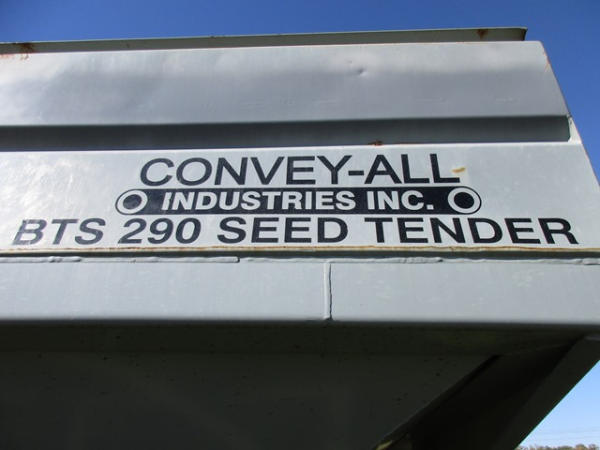 CONVEY-ALL
INDUSTRIES INC.
BTS 290 SEED TENDER